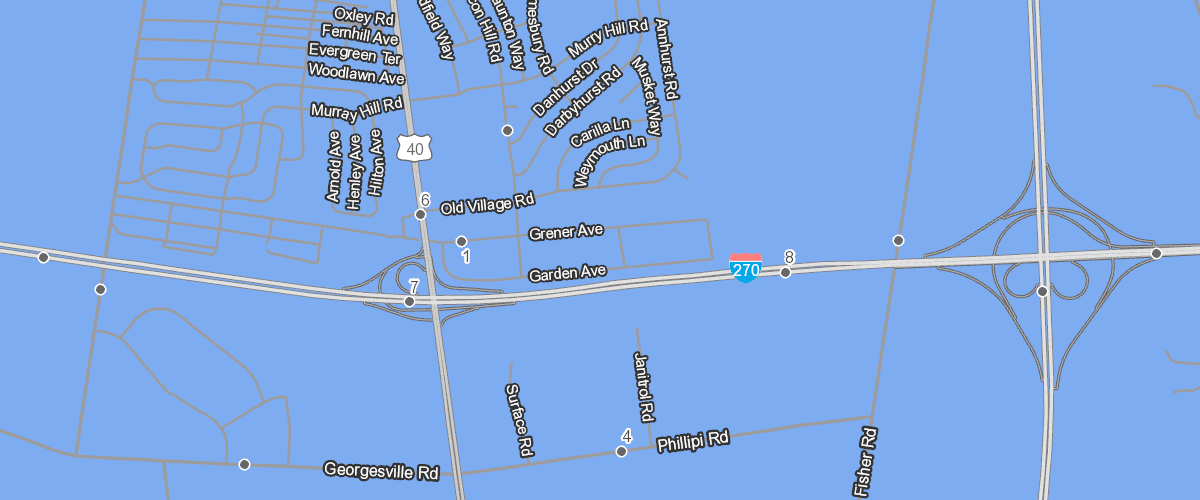 Oxley Rd
Fernhill Ave
Evergreen Ter
Woodlawn Ave
Murray Hill Rd
Arnold Ave
Henley Ave
Hilton Ave
40
Murry Hill Rd
Annhurst Rd
Danhurst Dr
Darbyhurst Rd
Musket Way
Carilla Ln
Weymouth Ln
6
Old Village Rd
1
Grener Ave
Garden Ave
270
8
7
Surface Rd
Janitrol Rd
4
Phillipi Rd
Georgesville Rd
Fisher Rd